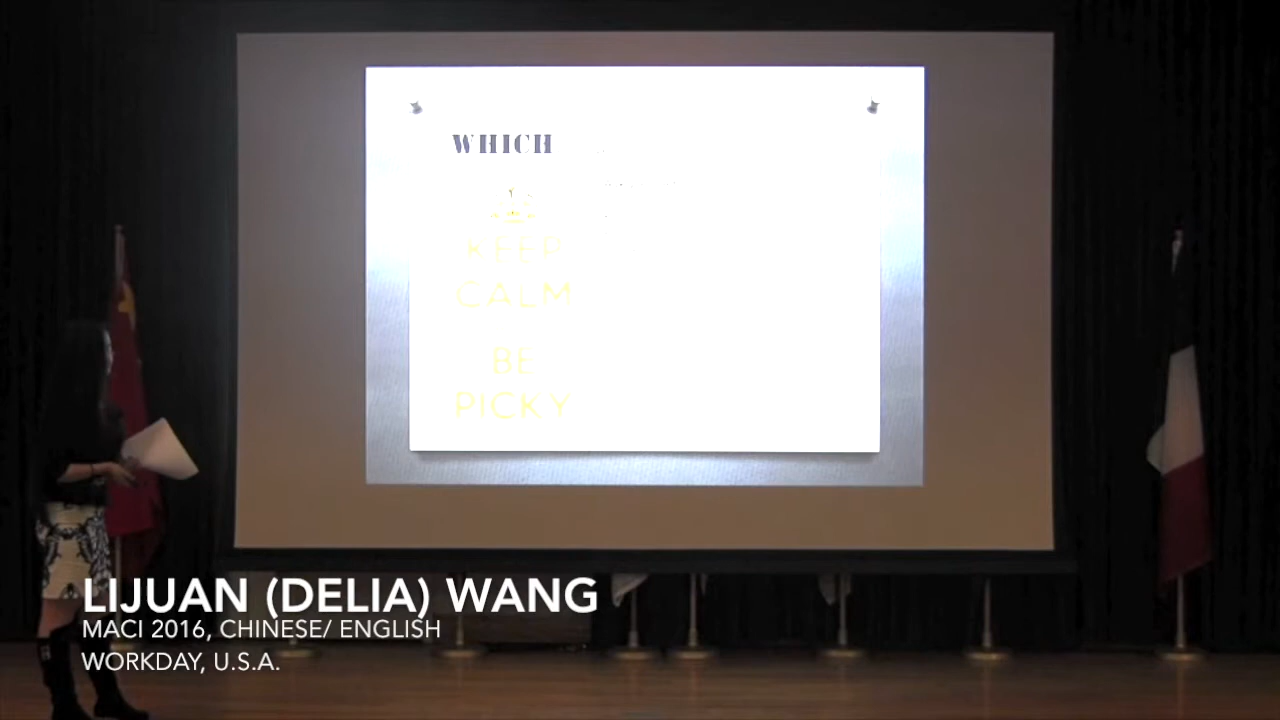 WHICH
KEEP
CALM
BE
PICKY
LIJUAN (DELIA) WANG
MACI 2016, CHINESE/ ENGLISH
WORKDAY, U.S.A.